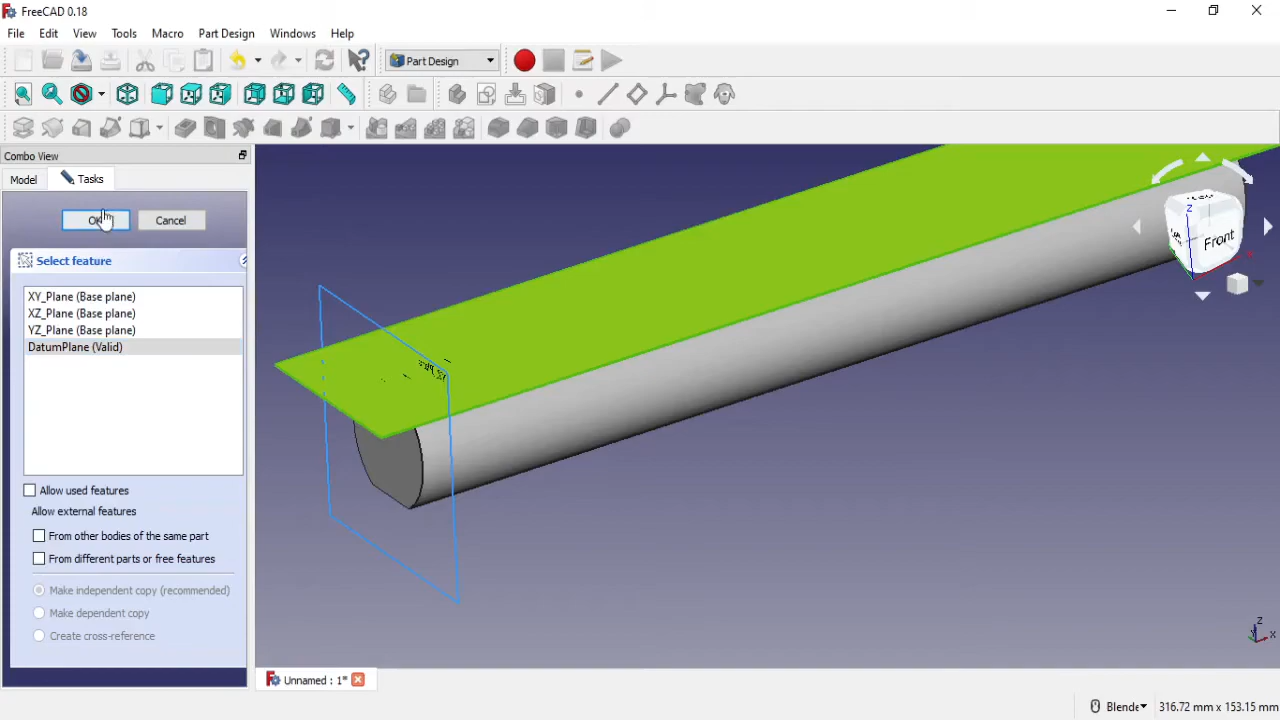 FreeCAD 0.18
File Edit View Tools Macro Part Design Windows Help
Part Design
Combo View
Model Tasks
OK Cancel
Select feature
XY_Plane (Base plane)
XZ_Plane (Base plane)
YZ_Plane (Base plane)
DatumPlane (Valid)
Allow used features
Allow external features
From other bodies of the same part
From different parts or free features
Make independent copy (recommended)
Make dependent copy
Create cross-reference
Z
Front
Z
X
Unnamed : 1*
Blende 316.72 mm x 153.15 mm